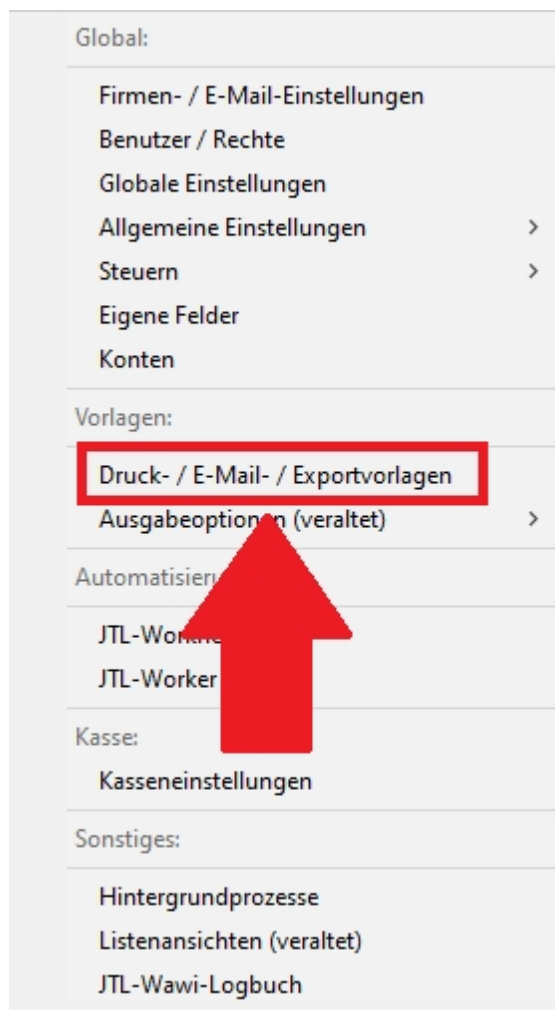 Global:
Firmen- / E-Mail-Einstellungen
Benutzer / Rechte
Globale Einstellungen
Allgemeine Einstellungen
Steuern
Eigene Felder
Konten
Vorlagen:
Druck- / E-Mail- / Exportvorlagen
Ausgabeoptionen (veraltet)
JTL-Worker
Kasse:
Kasseneinstellungen
Sonstiges:
Hintergrundprozesse
Listenansichten (veraltet)
JTL-Wawi-Logbuch